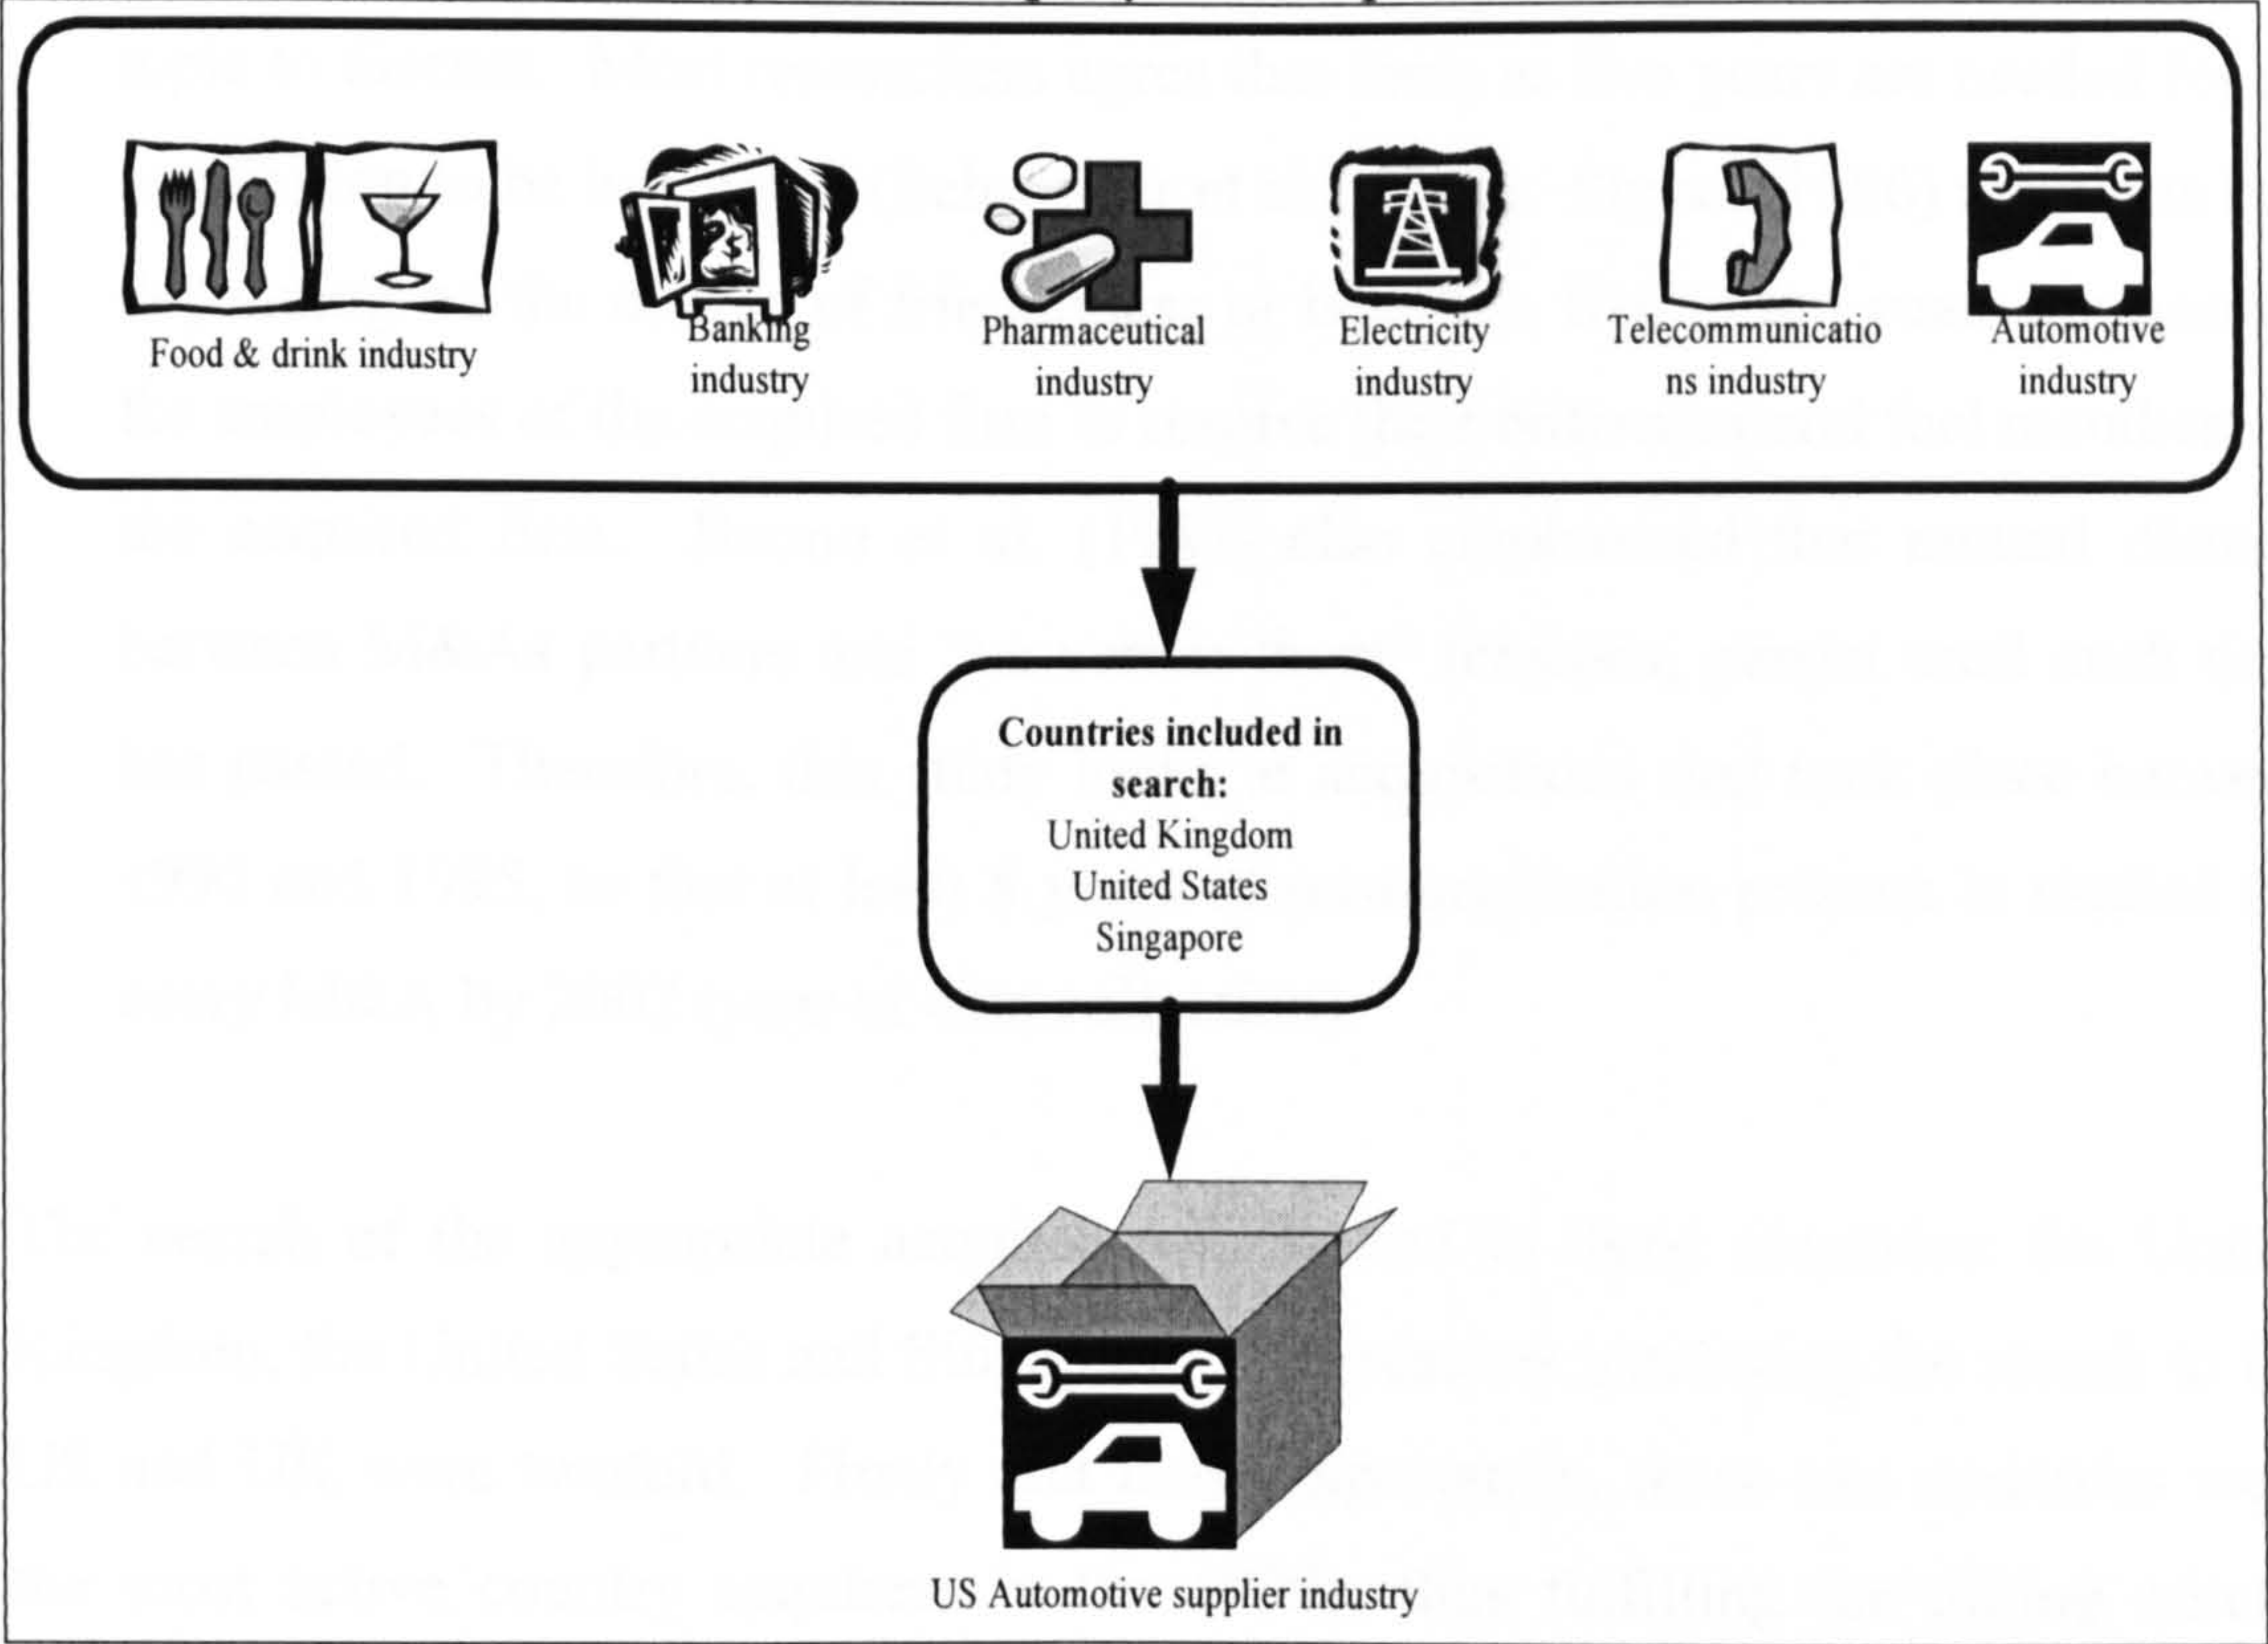 Food & drink industry
Banking
industry
Pharmaceutical
industry
Electricity
industry
Telecommunicatio
ns industry
Automotive
industry
Countries included in
search:
United Kingdom
United States
Singapore
US Automotive supplier industry